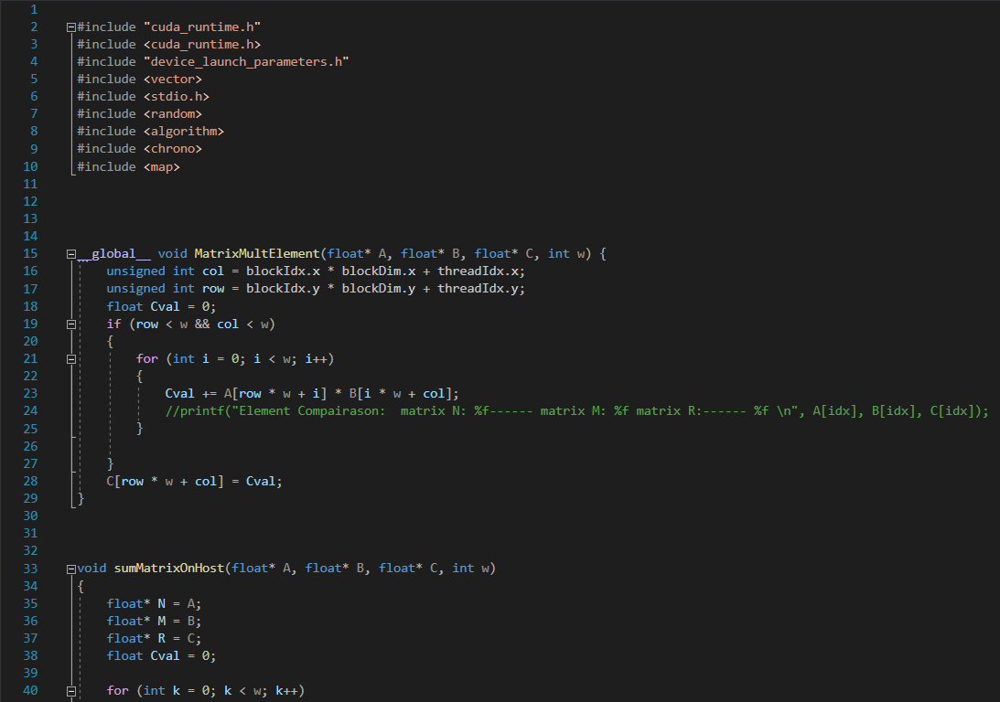 1
2 #include "cuda_runtime.h"
3 #include <cuda_runtime.h>
4 #include "device_launch_parameters.h"
5 #include <vector>
6 #include <stdio.h>
7 #include <random>
8 #include <algorithm>
9 #include <chrono>
10 #include <map>
11
12
13
14
15 __global__ void MatrixMultElement(float* A, float* B, float* C, int w) {
16 unsigned int col = blockIdx.x * blockDim.x + threadIdx.x;
17 unsigned int row = blockIdx.y * blockDim.y + threadIdx.y;
18 float Cval = 0;
19 if (row < w && col < w)
20 {
21 for (int i = 0; i < w; i++)
22 {
23 Cval += A[row * w + i] * B[i * w + col];
24 //printf("Element Compairason:  matrix N: %f------ matrix M: %f matrix R:------ %f \n", A[idx], B[idx], C[idx]);
25 }
26
27 }
28 C[row * w + col] = Cval;
29 }
30
31
32
33 void sumMatrixOnHost(float* A, float* B, float* C, int w)
34 {
35 float* N = A;
36 float* M = B;
37 float* R = C;
38 float Cval = 0;
39
40 for (int k = 0; k < w; k++)